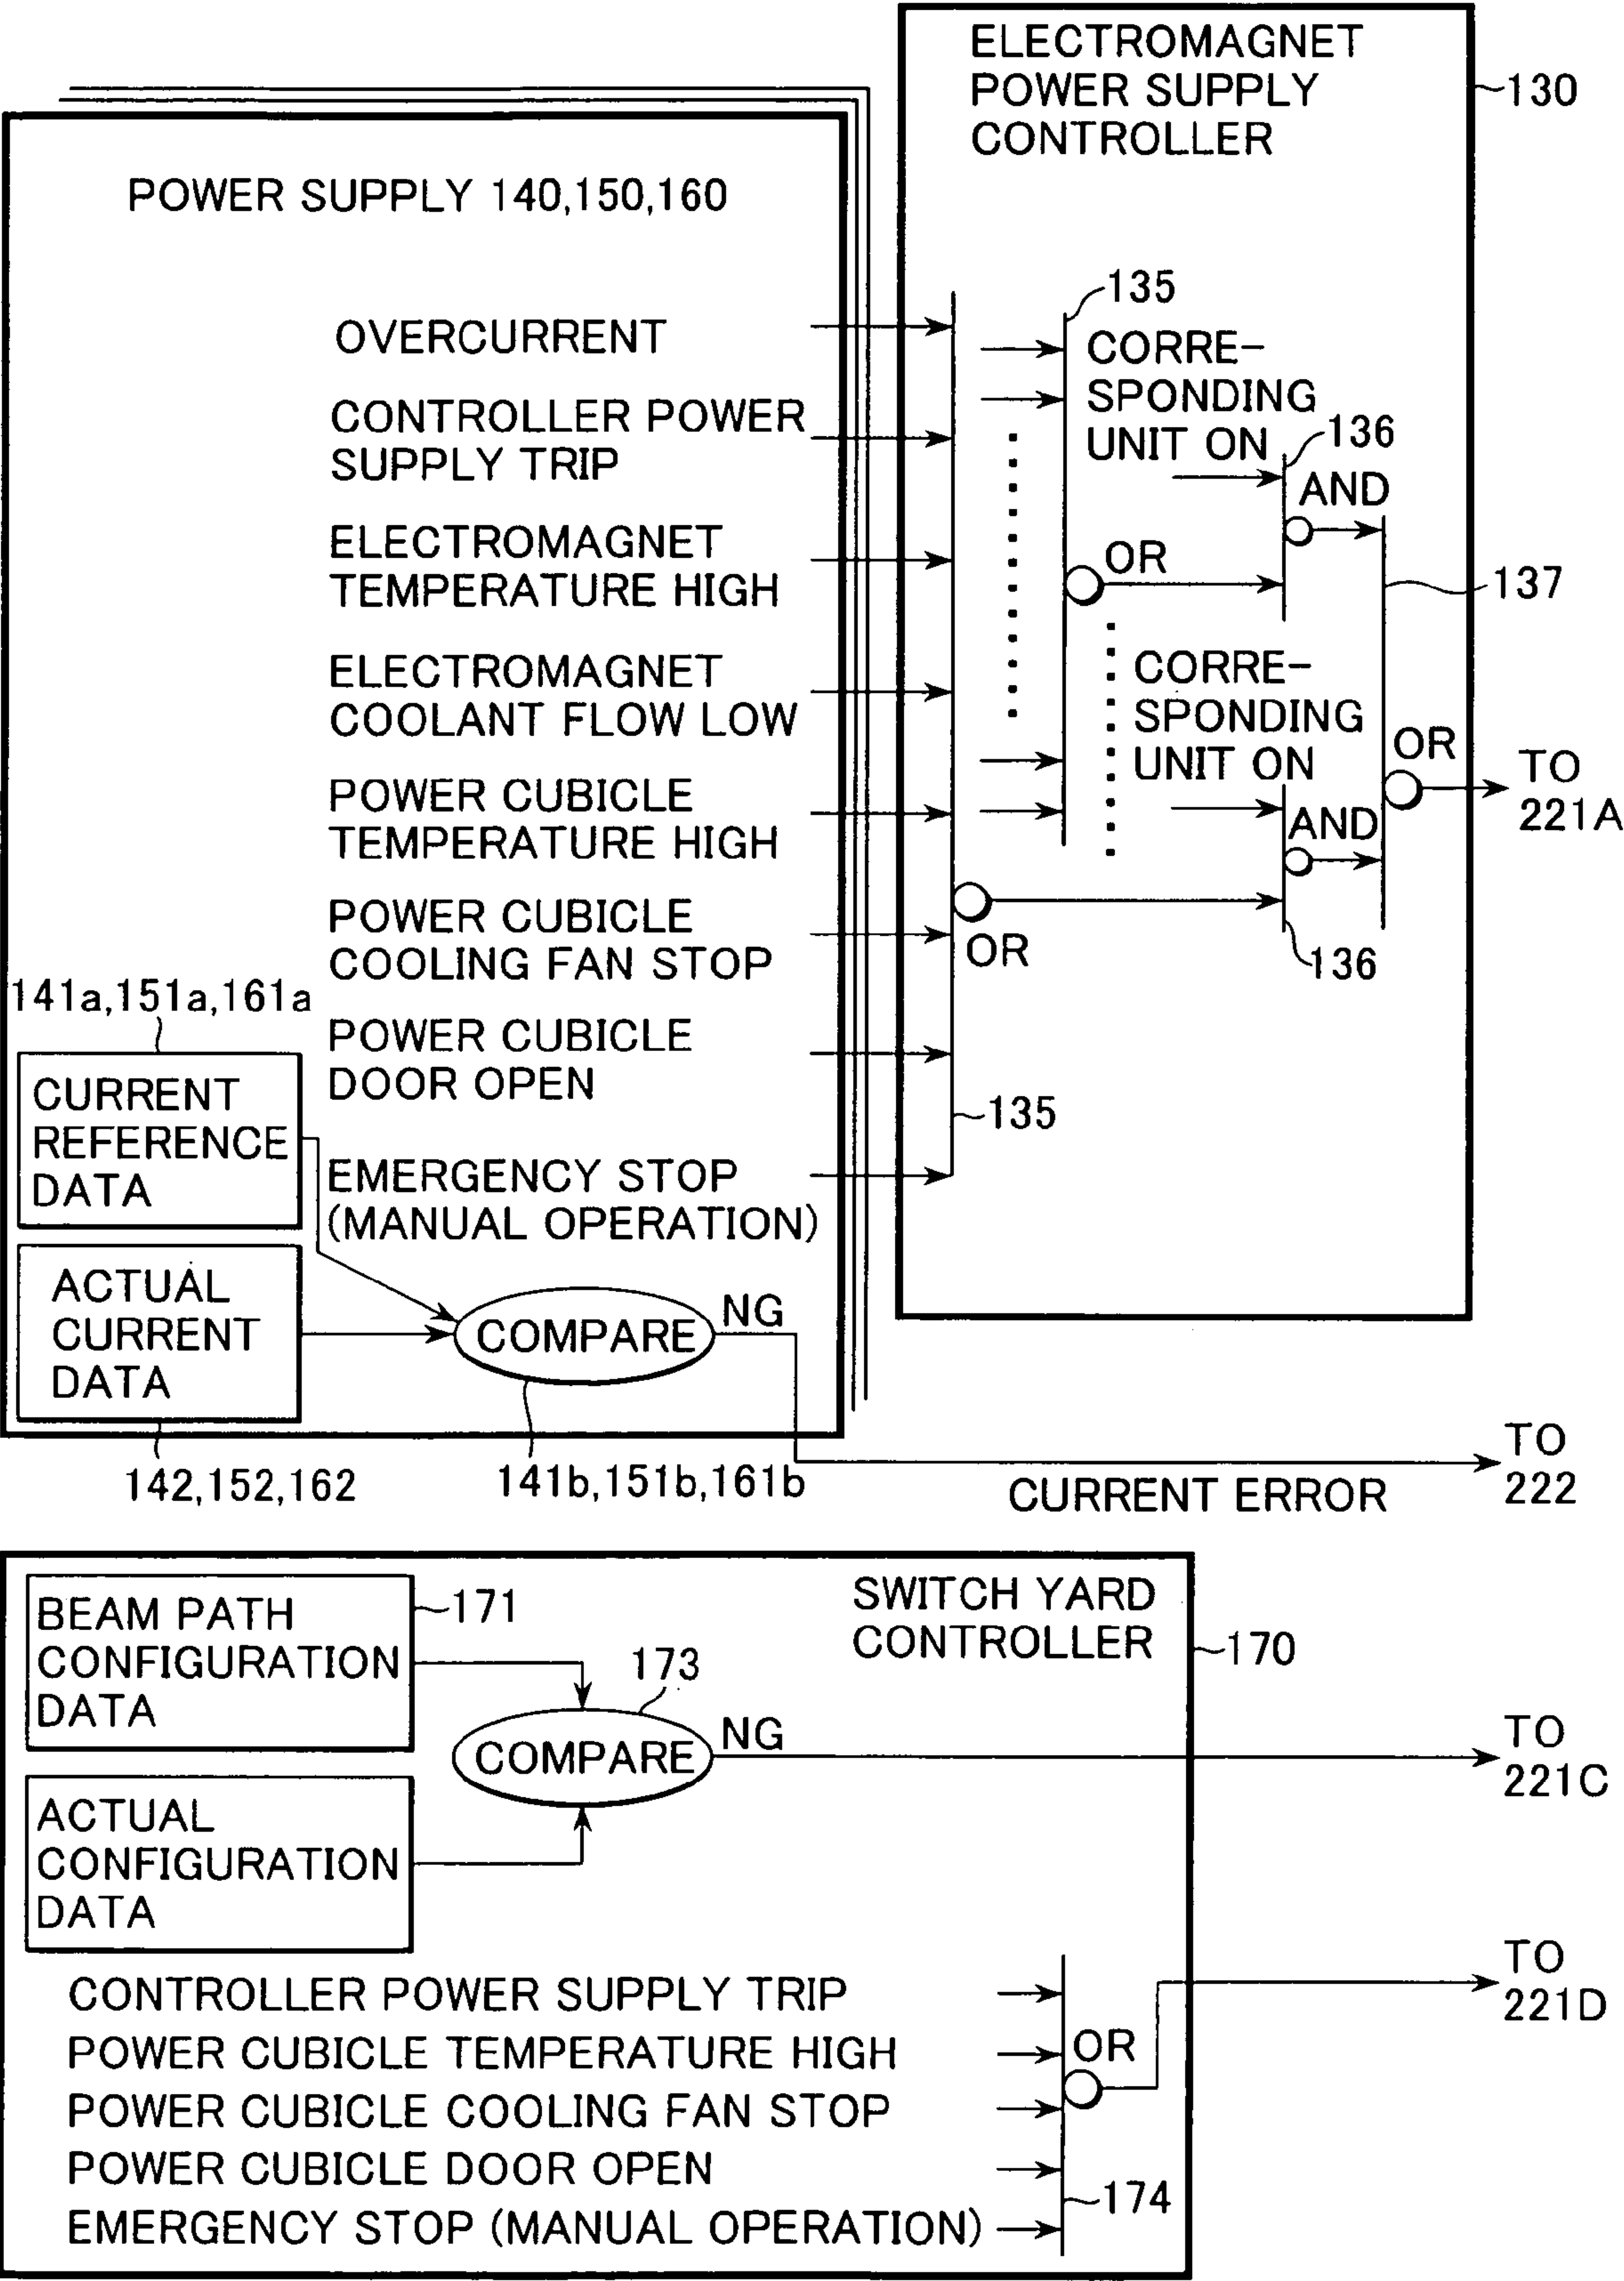 ELECTROMAGNET
POWER SUPPLY
CONTROLLER
130
POWER SUPPLY 140,150,160
OVERCURRENT
CONTROLLER POWER
SUPPLY TRIP
ELECTROMAGNET
TEMPERATURE HIGH
ELECTROMAGNET
COOLANT FLOW LOW
POWER CUBICLE
TEMPERATURE HIGH
POWER CUBICLE
COOLING FAN STOP
POWER CUBICLE
DOOR OPEN
EMERGENCY STOP
(MANUAL OPERATION)
141a,151a,161a
CURRENT
REFERENCE
DATA
ACTUAL
CURRENT
DATA
COMPARE
NG
142,152,162
141b,151b,161b
135
CORRE-
SPONDING
UNIT ON
136
AND
OR
137
CORRE-
SPONDING
UNIT ON
OR
AND
TO
221A
OR
136
135
TO
222
CURRENT ERROR
SWITCH YARD
CONTROLLER
170
BEAM PATH
CONFIGURATION
DATA
171
173
COMPARE
NG
TO
221C
ACTUAL
CONFIGURATION
DATA
TO
221D
CONTROLLER POWER SUPPLY TRIP
POWER CUBICLE TEMPERATURE HIGH
POWER CUBICLE COOLING FAN STOP
POWER CUBICLE DOOR OPEN
EMERGENCY STOP (MANUAL OPERATION)
OR
174